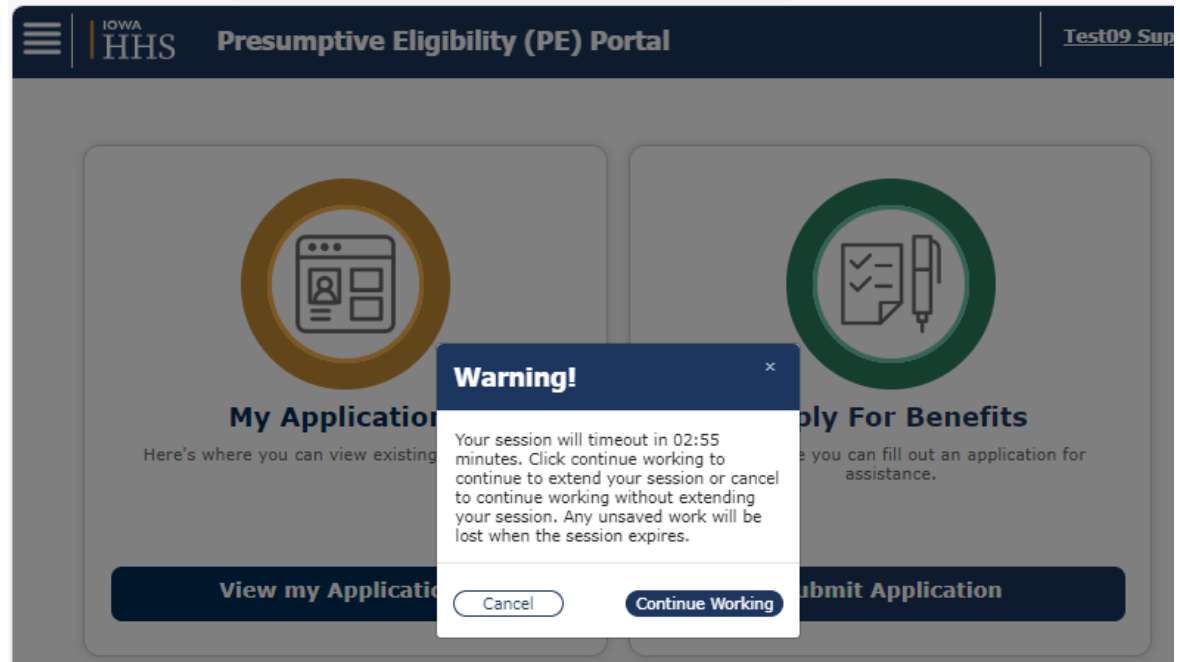 IOWA
HHS
Presumptive Eligibility (PE) Portal
Test09 Sup
My Application
Here's where you can view existing
ply For Benefits
you can fill out an application for
assistance.
View my Applicatio
ubmit Application
Warning!
×
Your session will timeout in 02:55
minutes. Click continue working to
continue to extend your session or cancel
to continue working without extending
your session. Any unsaved work will be
lost when the session expires.
Cancel
Continue Working